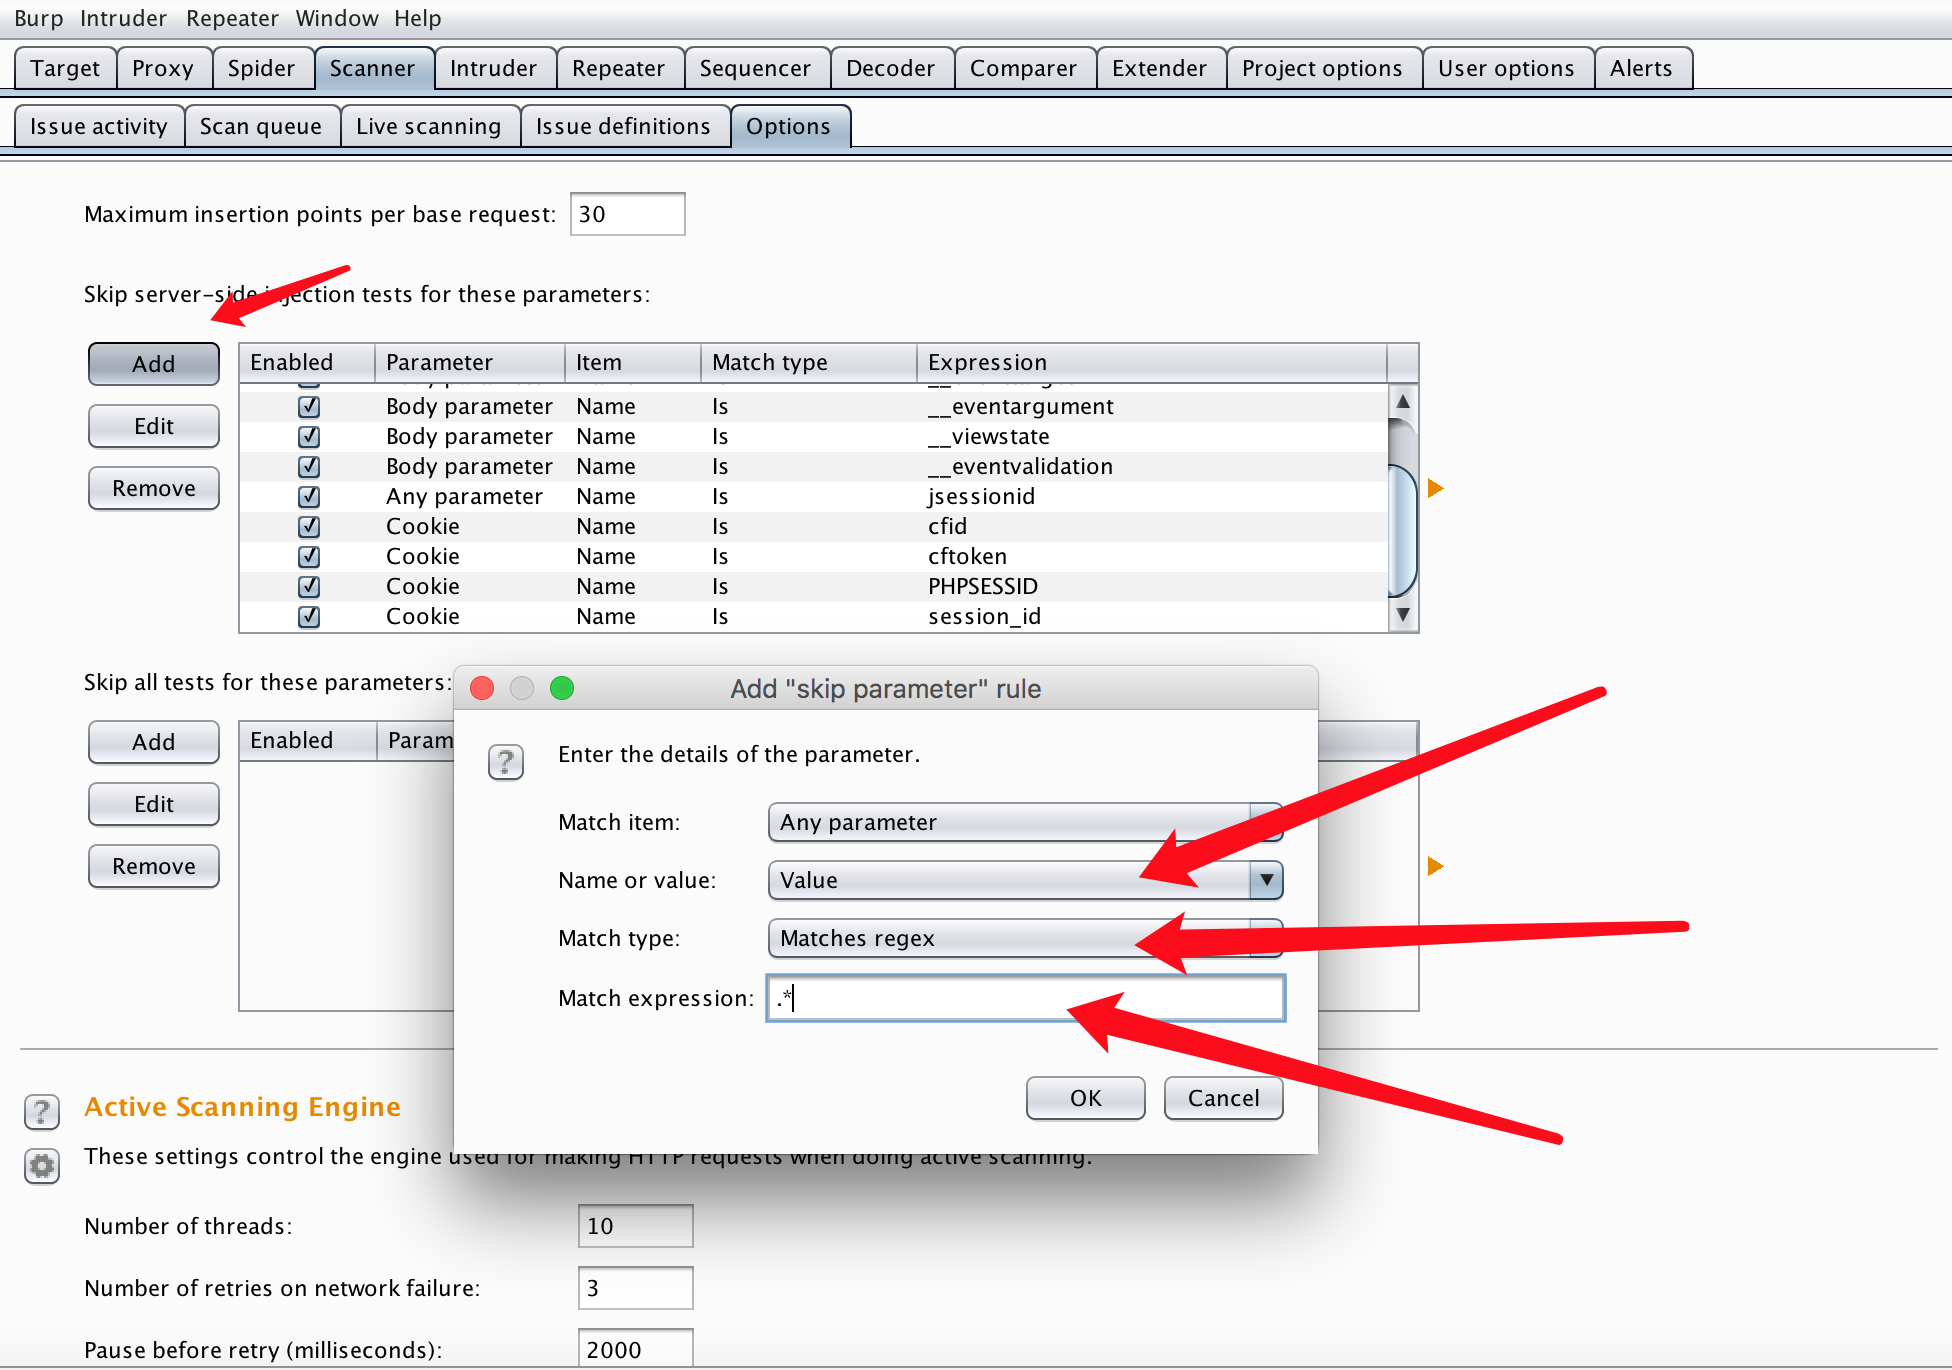 Burp Intruder Repeater Window Help
Target Proxy Spider Scanner Intruder Repeater Sequencer Decoder Comparer Extender Project options User options Alerts
Issue activity Scan queue Live scanning Issue definitions Options
Maximum insertion points per base request: 30
Skip server-side injection tests for these parameters:
Add
Edit
Remove
Enabled Parameter Item Match type Expression
Body parameter Name Is __eventargument
Body parameter Name Is __viewstate
Body parameter Name Is __eventvalidation
Any parameter Name Is jsessionid
Cookie Name Is cfid
Cookie Name Is cftoken
Cookie Name Is PHPSESSID
Cookie Name Is session_id
Skip all tests for these parameters:
Add
Edit
Remove
Enabled Param
Add "skip parameter" rule
Enter the details of the parameter.
Match item: Any parameter
Name or value: Value
Match type: Matches regex
Match expression: .*
OK Cancel
Active Scanning Engine
These settings control the engine used for making HTTP requests when doing active scanning.
Number of threads: 10
Number of retries on network failure: 3
Pause before retry (milliseconds): 2000